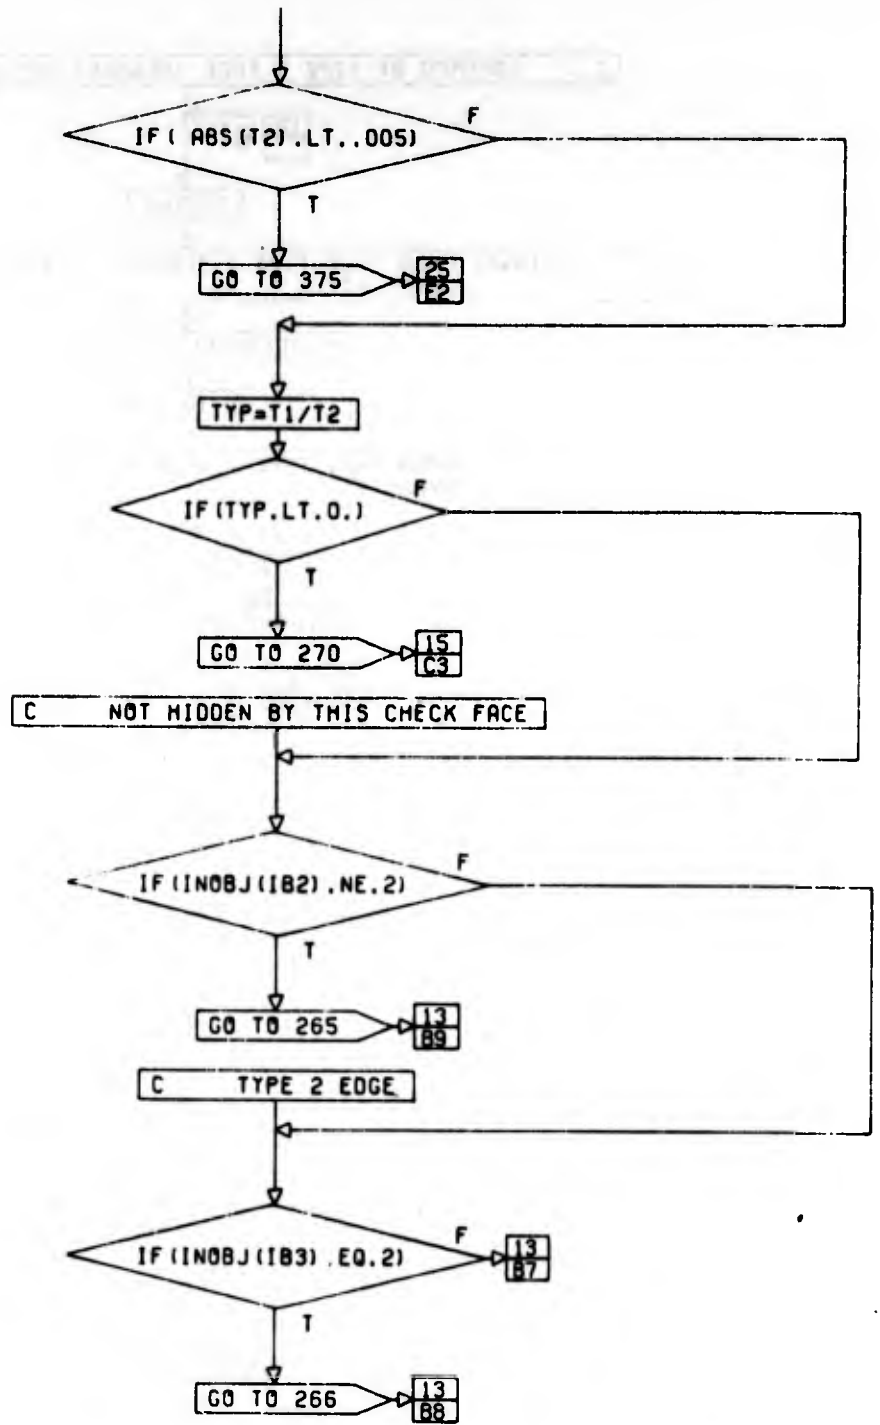 F
IF( ABS(T2).LT..005)
T
GO TO 375
25
E2
TYP=T1/T2
F
IF(TYP.LT.0.)
T
GO TO 270
15
C3
C NOT HIDDEN BY THIS CHECK FACE
F
IF(INOBJ(IB2).NE.2)
T
GO TO 265
13
B9
C TYPE 2 EDGE
F
IF(INOBJ(IB3).EQ.2)
13
B7
T
GO TO 266
13
B8